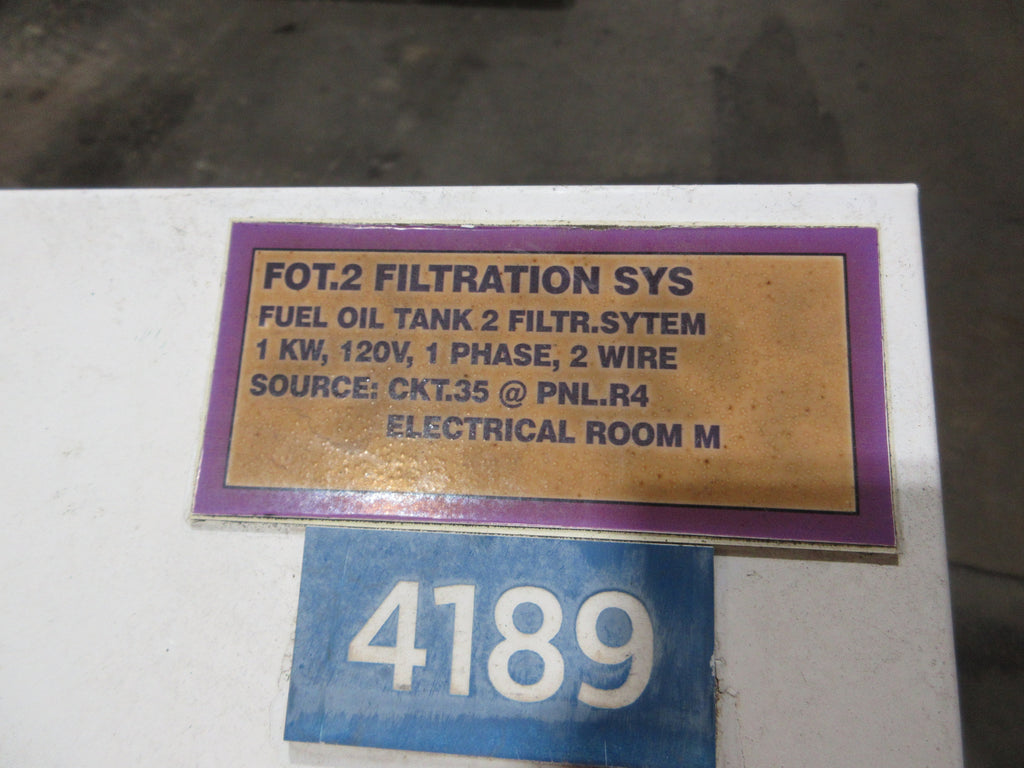 FOT.2 FILTRATION SYS
FUEL OIL TANK 2 FILTR.SYTEM
1 KW, 120V, 1 PHASE, 2 WIRE
SOURCE: CKT.35 @ PNL.R4
ELECTRICAL ROOM M
4189